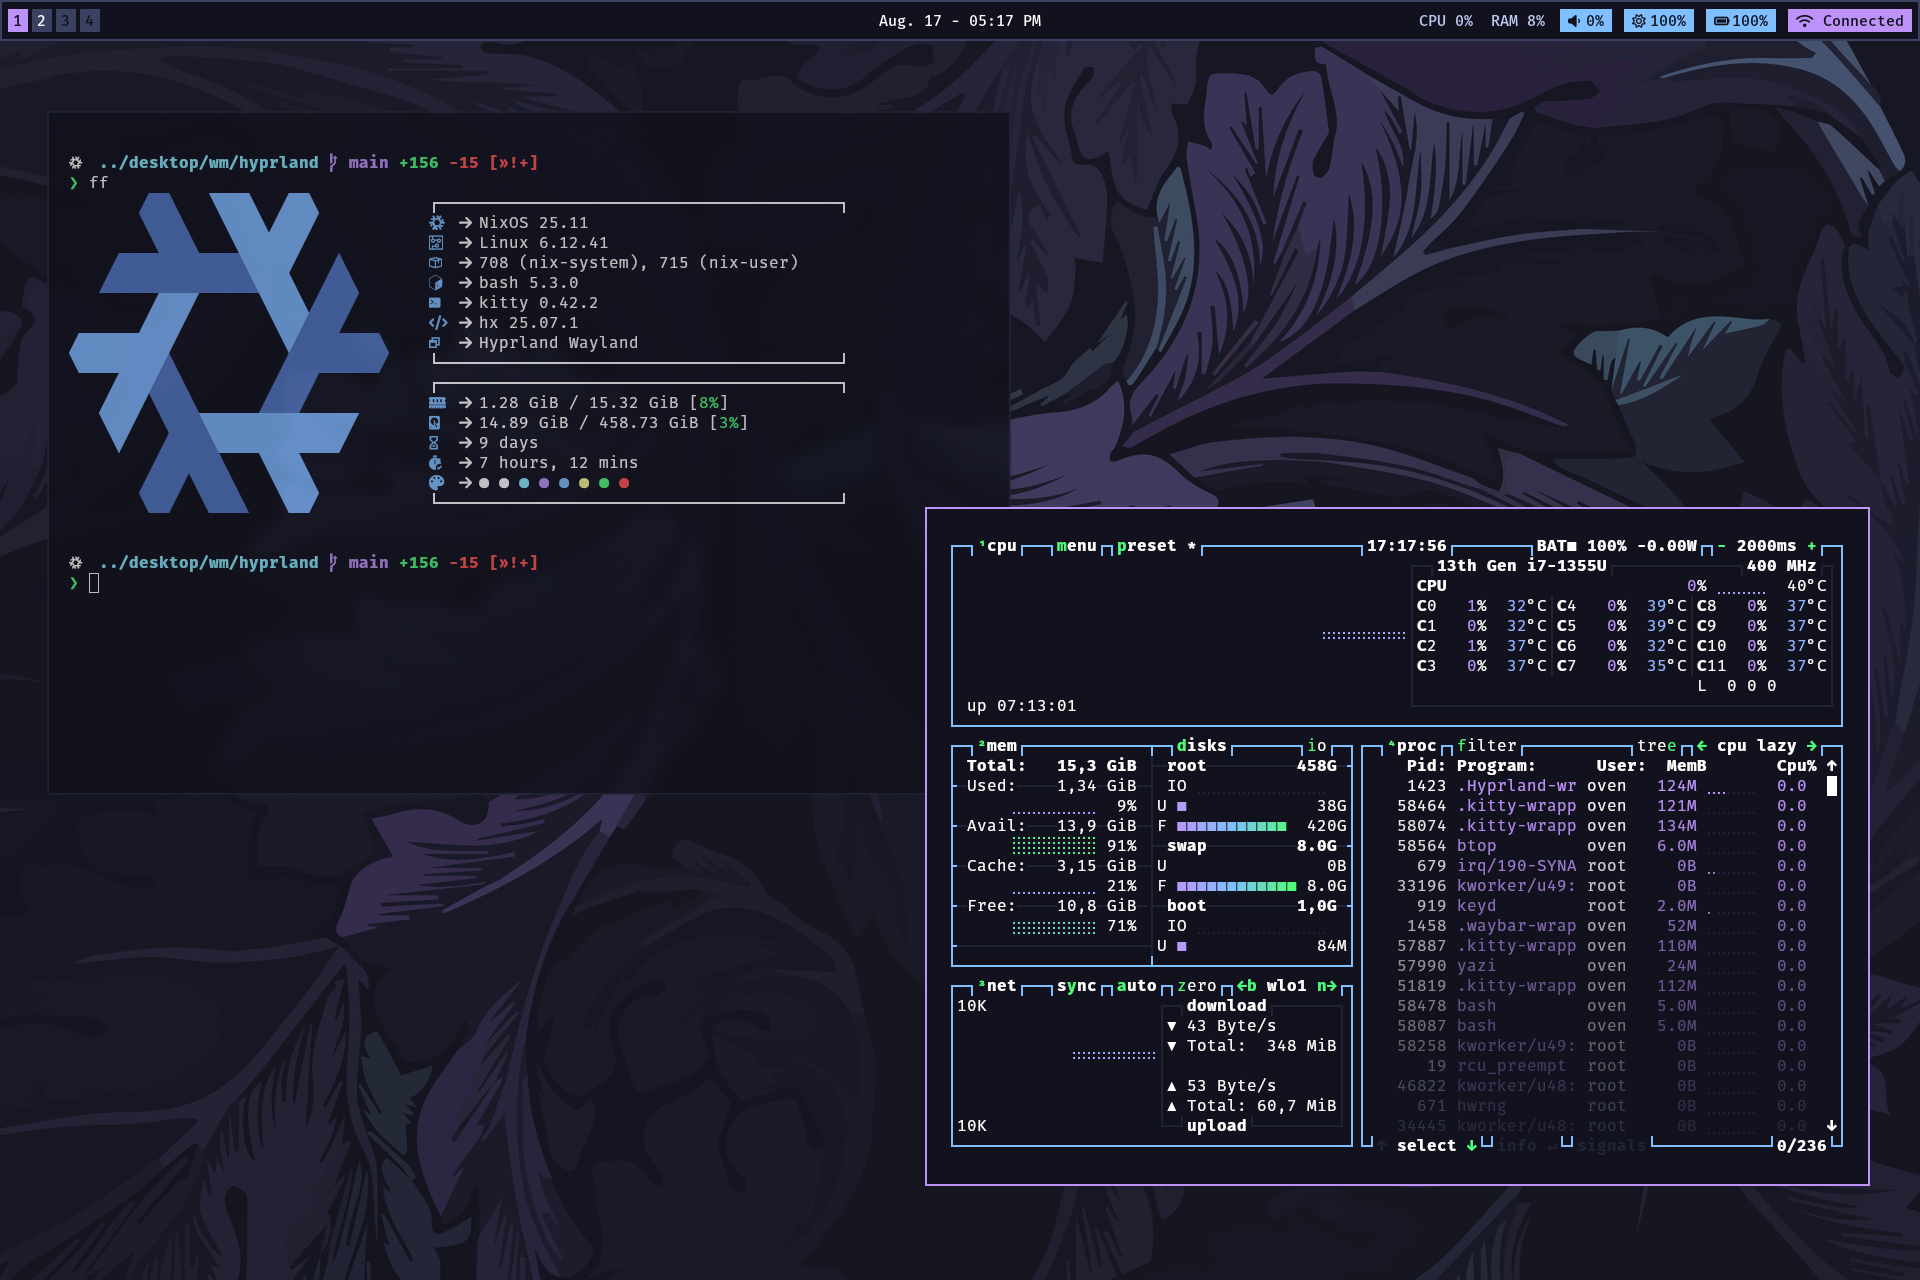 1 2 3 4 Aug. 17 - 05:17 PM CPU 0% RAM 8% 0% 100% 100% Connected
../desktop/wm/hyprland main +156 -15 [»!+]
❯ ff
→ NixOS 25.11
→ Linux 6.12.41
→ 708 (nix-system), 715 (nix-user)
→ bash 5.3.0
→ kitty 0.42.2
→ hx 25.07.1
→ Hyprland Wayland
→ 1.28 GiB / 15.32 GiB [8%]
→ 14.89 GiB / 458.73 GiB [3%]
→ 9 days
→ 7 hours, 12 mins
../desktop/wm/hyprland main +156 -15 [»!+]
❯
¹cpu menu preset * 17:17:56 BAT■ 100% -0.00W - 2000ms +
13th Gen i7-1355U 400 MHz
CPU 0% 40°C
C0 1% 32°C C4 0% 39°C C8 0% 37°C
C1 0% 32°C C5 0% 39°C C9 0% 37°C
C2 1% 37°C C6 0% 32°C C10 0% 37°C
C3 0% 37°C C7 0% 35°C C11 0% 37°C
L 0 0 0
up 07:13:01
²mem disks io
Total: 15,3 GiB root 458G
Used: 1,34 GiB IO
9% U 38G
Avail: 13,9 GiB F 420G
91% swap 8.0G
Cache: 3,15 GiB U 0B
21% F 8.0G
Free: 10,8 GiB boot 1,0G
71% IO
U 84M
³net sync auto zero ←b wlo1 n→
10K download
▼ 43 Byte/s
▼ Total: 348 MiB
▲ 53 Byte/s
▲ Total: 60,7 MiB
10K upload
⁴proc filter tree ← cpu lazy →
Pid: Program: User: MemB Cpu% ↑
1423 .Hyprland-wr oven 124M 0.0
58464 .kitty-wrapp oven 121M 0.0
58074 .kitty-wrapp oven 134M 0.0
58564 btop oven 6.0M 0.0
679 irq/190-SYNA root 0B 0.0
33196 kworker/u49: root 0B 0.0
919 keyd root 2.0M 0.0
1458 .waybar-wrap oven 52M 0.0
57887 .kitty-wrapp oven 110M 0.0
57990 yazi oven 24M 0.0
51819 .kitty-wrapp oven 112M 0.0
58478 bash oven 5.0M 0.0
58087 bash oven 5.0M 0.0
58258 kworker/u49: root 0B 0.0
19 rcu_preempt root 0B 0.0
46822 kworker/u48: root 0B 0.0
671 hwrng root 0B 0.0
34445 kworker/u48: root 0B 0.0 ↓
↑ select ↓ info ↵ signals 0/236